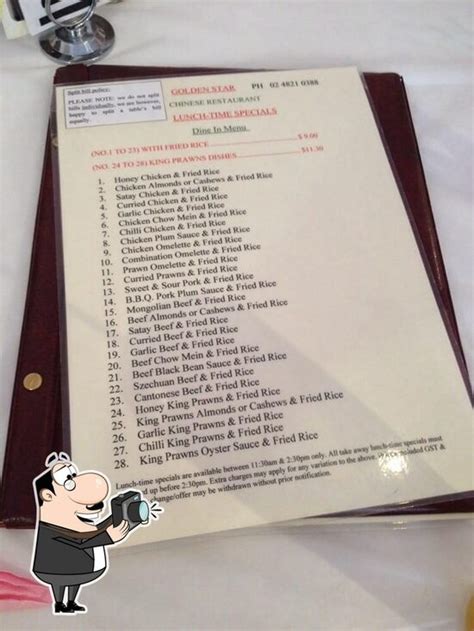 Split bill policy:
PLEASE NOTE: we do not split
bills individually, we are however,
happy to split a table's bill
equally.
GOLDEN STAR PH 02 4821 0388
CHINESE RESTAURANT
LUNCH-TIME SPECIALS
Dine In Menu
(NO.1 TO 23) WITH FRIED RICE $ 9.00
(NO. 24 TO 28) KING PRAWNS DISHES $11.30
1. Honey Chicken & Fried Rice
2. Chicken Almonds or Cashews & Fried Rice
3. Satay Chicken & Fried Rice
4. Curried Chicken & Fried Rice
5. Garlic Chicken & Fried Rice
6. Chicken Chow Mein & Fried Rice
7. Chilli Chicken & Fried Rice
8. Chicken Plum Sauce & Fried Rice
9. Chicken Omelette & Fried Rice
10. Combination Omelette & Fried Rice
11. Prawn Omelette & Fried Rice
12. Curried Prawns & Fried Rice
13. Sweet & Sour Pork & Fried Rice
14. B.B.Q. Pork Plum Sauce & Fried Rice
15. Mongolian Beef & Fried Rice
16. Beef Almonds or Cashews & Fried Rice
17. Satay Beef & Fried Rice
18. Curried Beef & Fried Rice
19. Garlic Beef & Fried Rice
20. Beef Chow Mein & Fried Rice
21. Beef Black Bean Sauce & Fried Rice
22. Szechuan Beef & Fried Rice
23. Cantonese Beef & Fried Rice
24. Honey King Prawns & Fried Rice
25. King Prawns Almonds or Cashews & Fried Rice
26. Garlic King Prawns & Fried Rice
27. Chilli King Prawns & Fried Rice
28. King Prawns Oyster Sauce & Fried Rice
Lunch-time specials are available between 11:30am & 2:30pm only. All take away lunch-time specials must
up before 2:30pm. Extra charges may apply for any variation to the above. included GST &
change/offer may be withdrawn without prior notification.